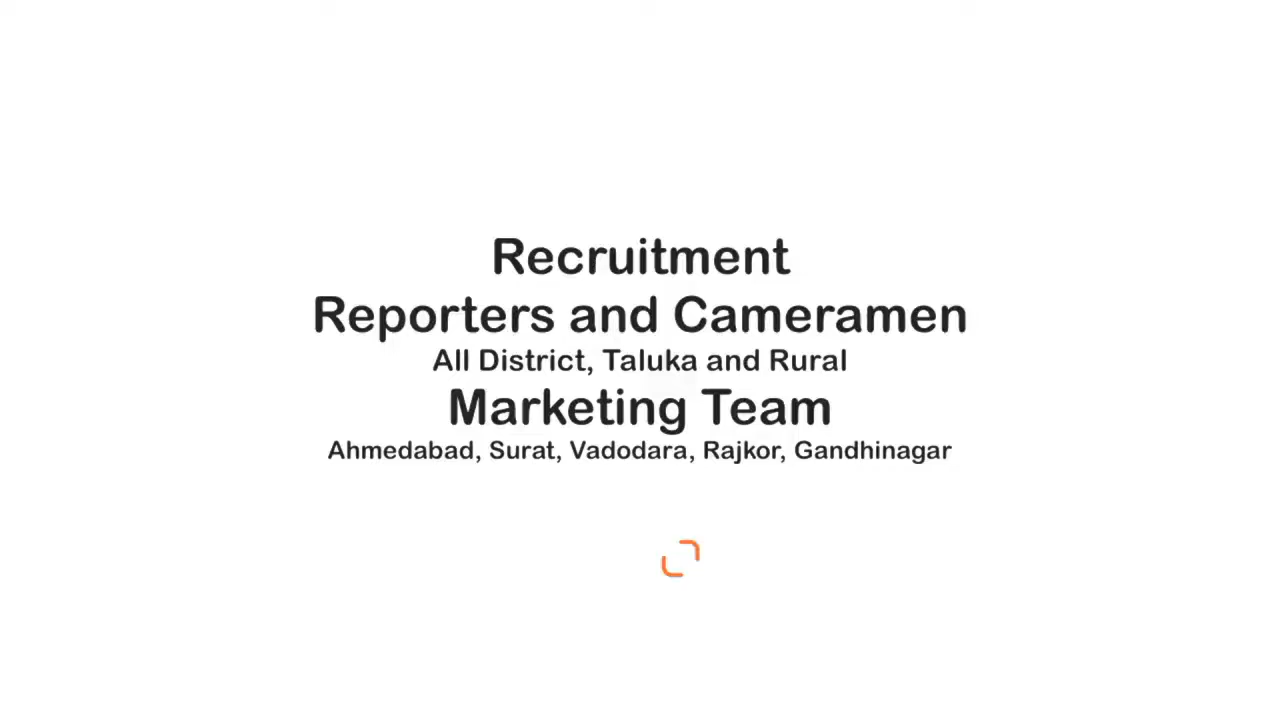 Recruitment
Reporters and Cameramen
All District, Taluka and Rural
Marketing Team
Ahmedabad, Surat, Vadodara, Rajkor, Gandhinagar